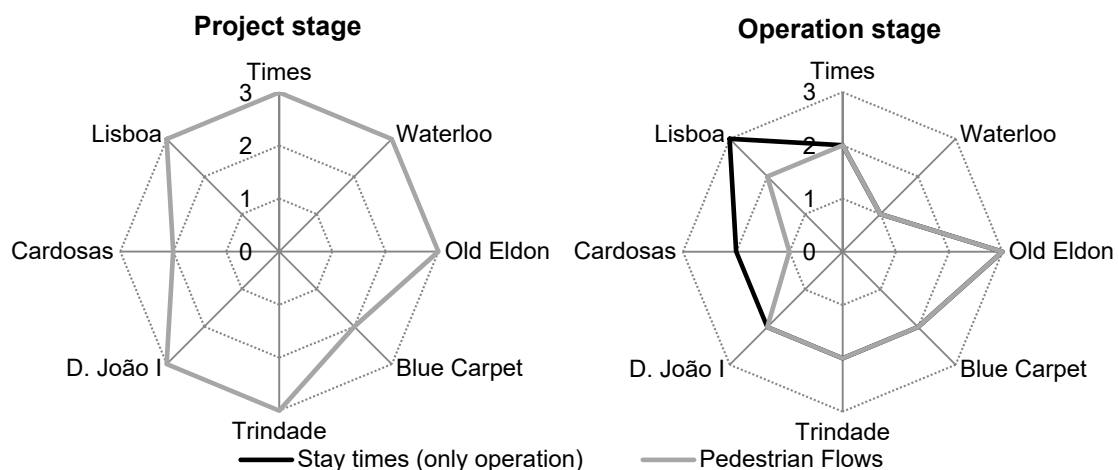 Project stage
Times
3
Lisboa
Waterloo
2
1
Cardosas
0
Old Eldon
D. João I
Blue Carpet
Trindade
Operation stage
Times
3
Lisboa
Waterloo
2
1
Cardosas
0
Old Eldon
D. João I
Blue Carpet
Trindade
Stay times (only operation)
Pedestrian Flows